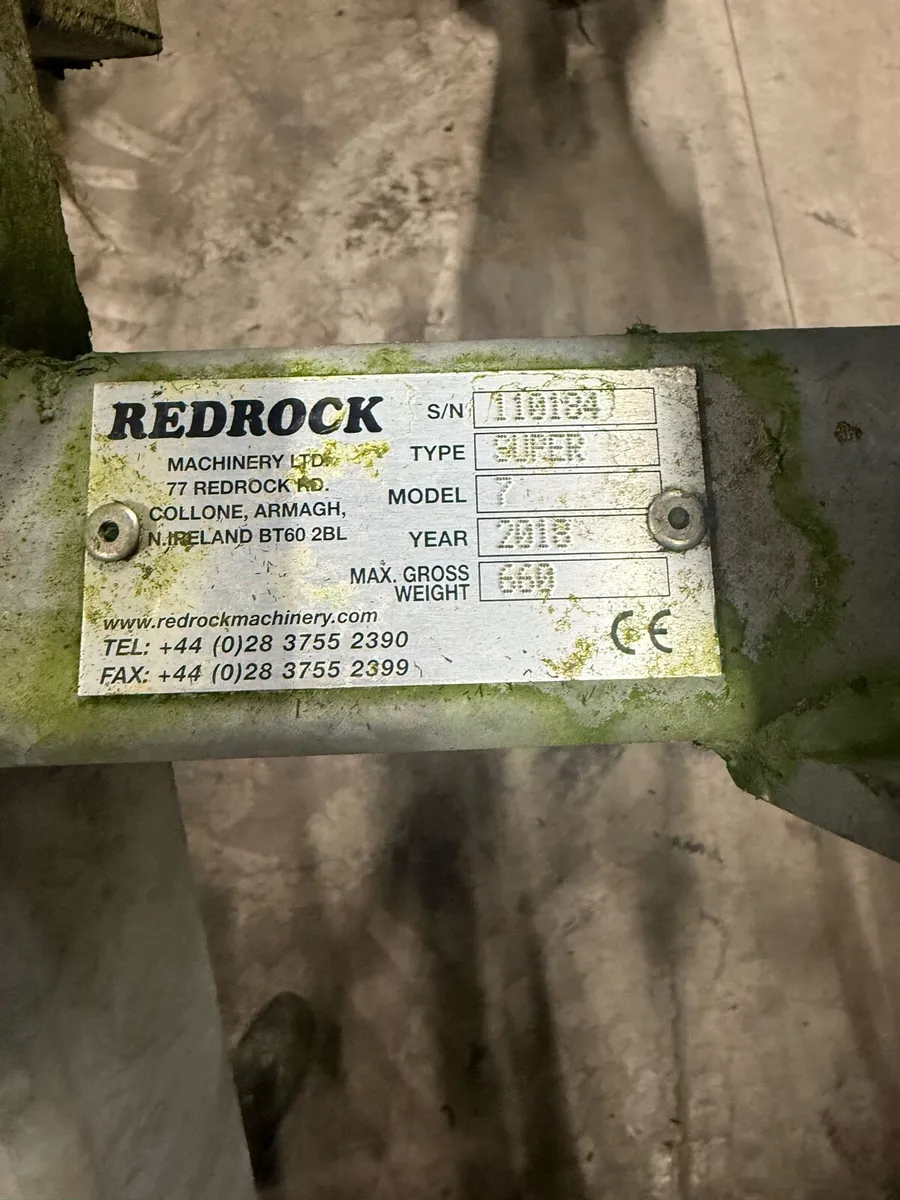 REDROCK
MACHINERY LTD.
77 REDROCK RD.
COLLONE, ARMAGH,
N.IRELAND BT60 2BL
www.redrockmachinery.com
TEL: +44 (0)28 3755 2390
FAX: +44 (0)28 3755 2399
S/N 110184
TYPE SUPER
MODEL 7
YEAR 2018
MAX. GROSS
WEIGHT 660
CE